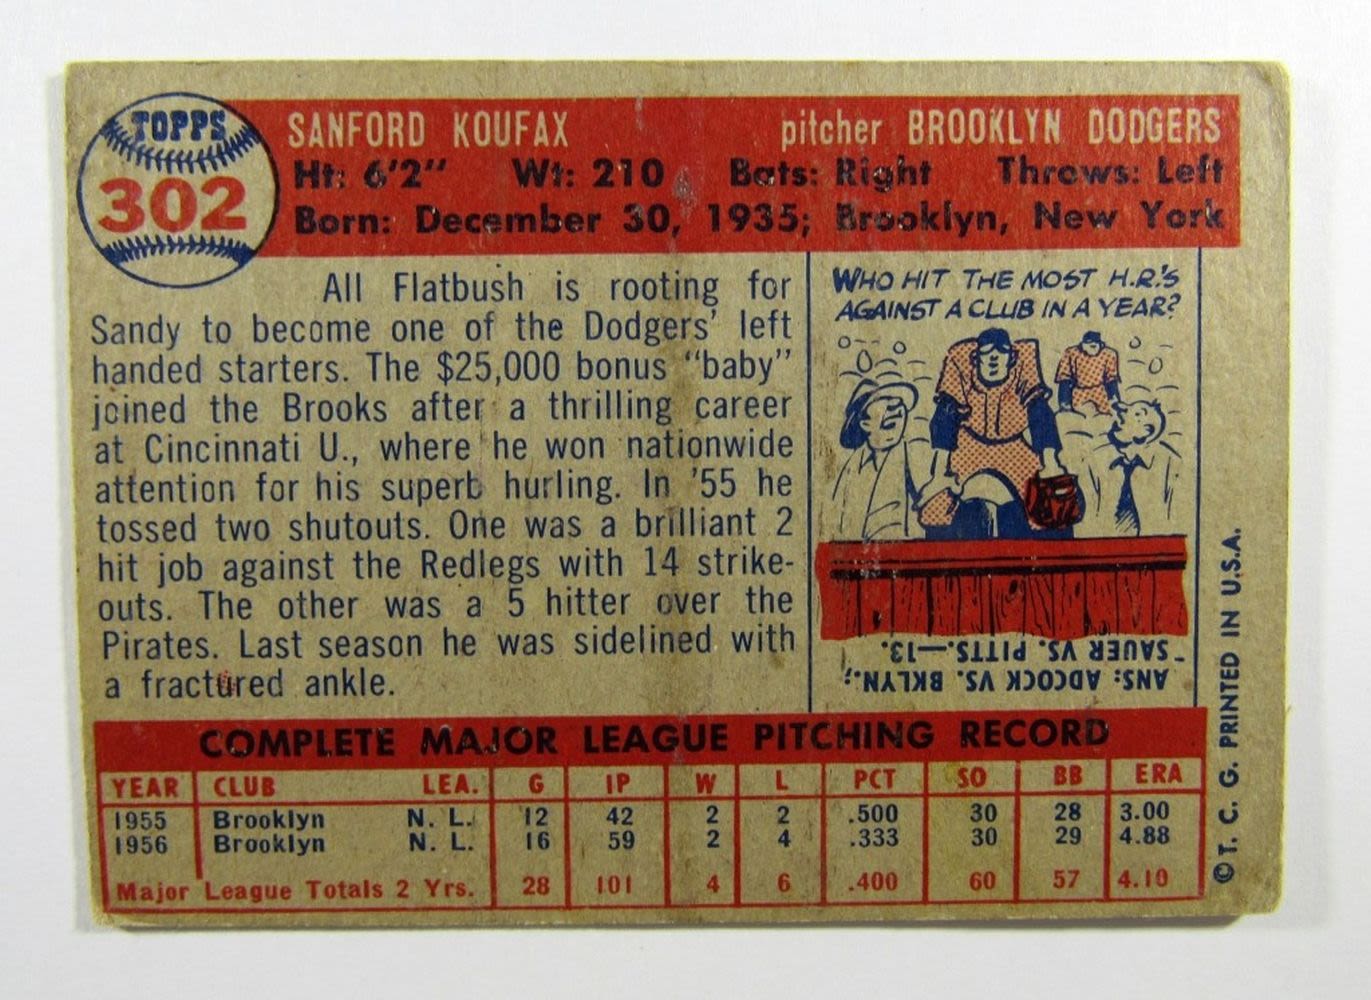 TOPPS
302
SANFORD KOUFAX pitcher BROOKLYN DODGERS
Ht: 6'2" Wt: 210 Bats: Right Throws: Left
Born: December 30, 1935; Brooklyn, New York
All Flatbush is rooting for
Sandy to become one of the Dodgers' left
handed starters. The $25,000 bonus "baby"
joined the Brooks after a thrilling career
at Cincinnati U., where he won nationwide
attention for his superb hurling. In '55 he
tossed two shutouts. One was a brilliant 2
hit job against the Redlegs with 14 strike-
outs. The other was a 5 hitter over the
Pirates. Last season he was sidelined with
a fractured ankle.
WHO HIT THE MOST H.R.'S
AGAINST A CLUB IN A YEAR?
ANS: ADCOCK VS. BKLYN.;
SAUER VS. PITTS.—13.
COMPLETE MAJOR LEAGUE PITCHING RECORD
YEAR CLUB LEA. G IP W L PCT SO BB ERA
1955 Brooklyn N. L. 12 42 2 2 .500 30 28 3.00
1956 Brooklyn N. L. 16 59 2 4 .333 30 29 4.88
Major League Totals 2 Yrs. 28 101 4 6 .400 60 57 4.10
© T. C. G. PRINTED IN U.S.A.